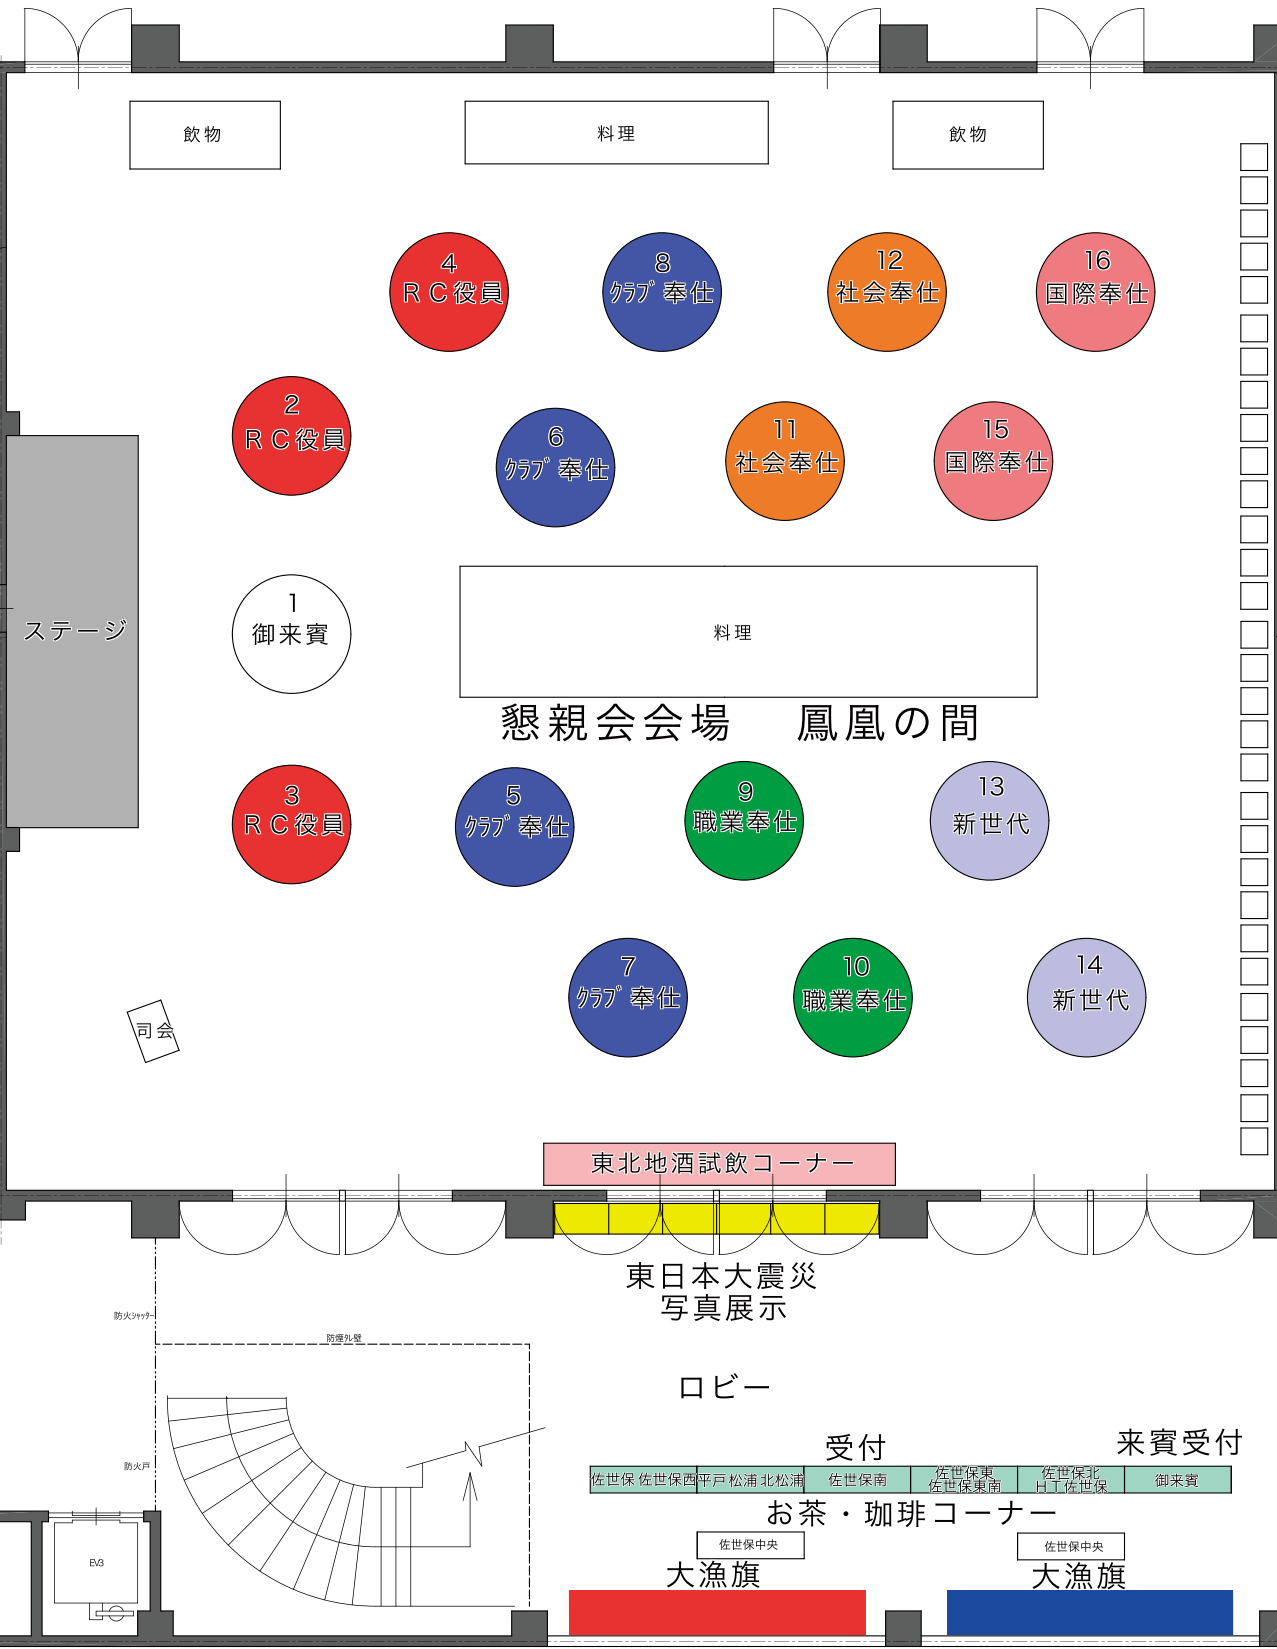 飲物
料理
飲物
4
ＲＣ役員
8
ｸﾗﾌﾞ奉仕
12
社会奉仕
16
国際奉仕
2
ＲＣ役員
6
ｸﾗﾌﾞ奉仕
11
社会奉仕
15
国際奉仕
ステージ
1
御来賓
料理
懇親会会場　鳳凰の間
3
ＲＣ役員
5
ｸﾗﾌﾞ奉仕
9
職業奉仕
13
新世代
7
ｸﾗﾌﾞ奉仕
10
職業奉仕
14
新世代
司会
東北地酒試飲コーナー
東日本大震災
写真展示
防火ｼｬｯﾀｰ
防煙ﾀﾚ壁
ロビー
受付
来賓受付
防火戸
佐世保 佐世保西
平戸 松浦 北松浦
佐世保南
佐世保東
佐世保東南
佐世保北
ＨＴ佐世保
御来賓
お茶・珈琲コーナー
佐世保中央
佐世保中央
EV3
大漁旗
大漁旗